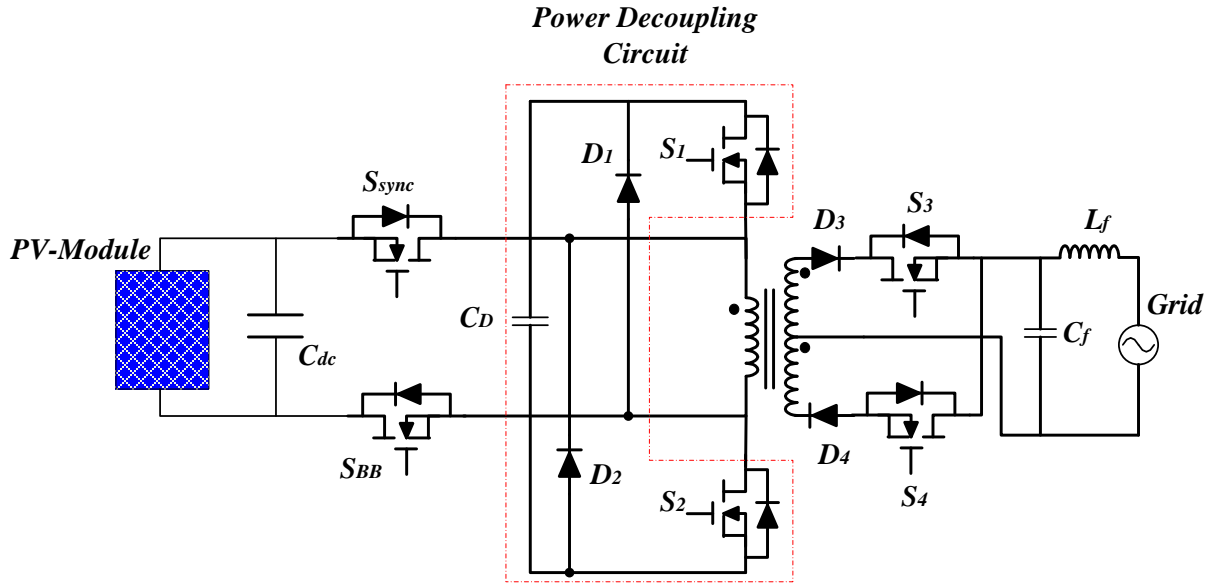 Power Decoupling
Circuit
D1
S1
Ssync
D3
S3
Lf
PV-Module
Grid
CD
Cf
Cdc
D4
SBB
D2
S2
S4